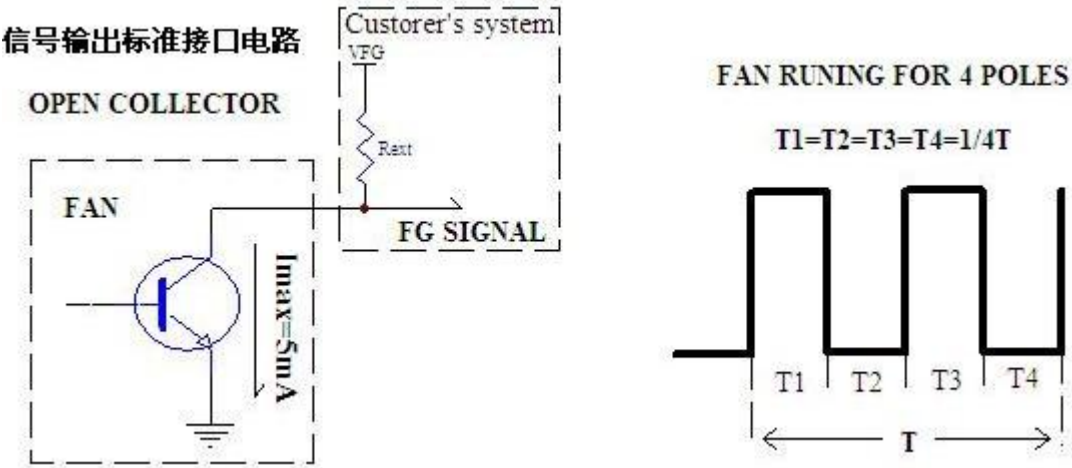 信号输出标准接口电路
OPEN COLLECTOR
FAN
Imax=5mA
Custorer's system
VFG
Rext
FG SIGNAL
FAN RUNING FOR 4 POLES
T1=T2=T3=T4=1/4T
T1 T2 T3 T4
T